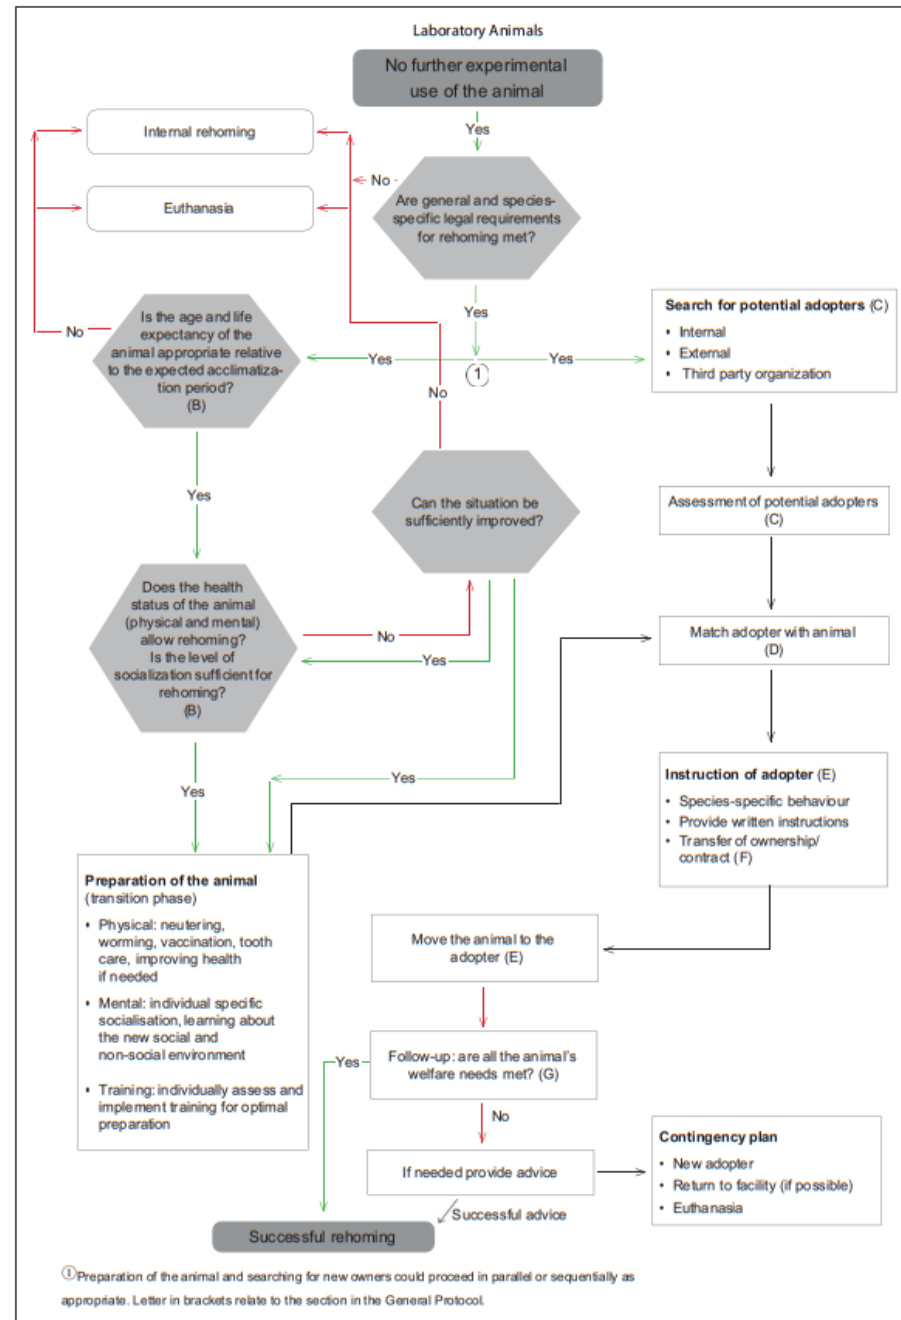 Laboratory Animals
No further experimental
use of the animal
Yes
Internal rehoming
No
Are general and species-
specific legal requirements
for rehoming met?
Euthanasia
Yes
Search for potential adopters (C)
• Internal
• External
• Third party organization
Is the age and life
expectancy of the
animal appropriate relative
to the expected acclimatiza-
tion period?
(B)
No
Yes
Yes
1
No
Yes
Can the situation be
sufficiently improved?
Assessment of potential adopters
(C)
Does the health
status of the animal
(physical and mental)
allow rehoming?
Is the level of
socialization sufficient for
rehoming?
(B)
No
Yes
Match adopter with animal
(D)
Yes
Yes
Instruction of adopter (E)
• Species-specific behaviour
• Provide written instructions
• Transfer of ownership/
contract (F)
Preparation of the animal
(transition phase)
• Physical: neutering,
worming, vaccination, tooth
care, improving health
if needed
• Mental: individual specific
socialisation, learning about
the new social and
non-social environment
• Training: individually assess and
implement training for optimal
preparation
Move the animal to the
adopter (E)
Yes
Follow-up: are all the animal's
welfare needs met? (G)
No
If needed provide advice
Contingency plan
• New adopter
• Return to facility (if possible)
• Euthanasia
Successful advice
Successful rehoming
①Preparation of the animal and searching for new owners could proceed in parallel or sequentially as
appropriate. Letter in brackets relate to the section in the General Protocol.